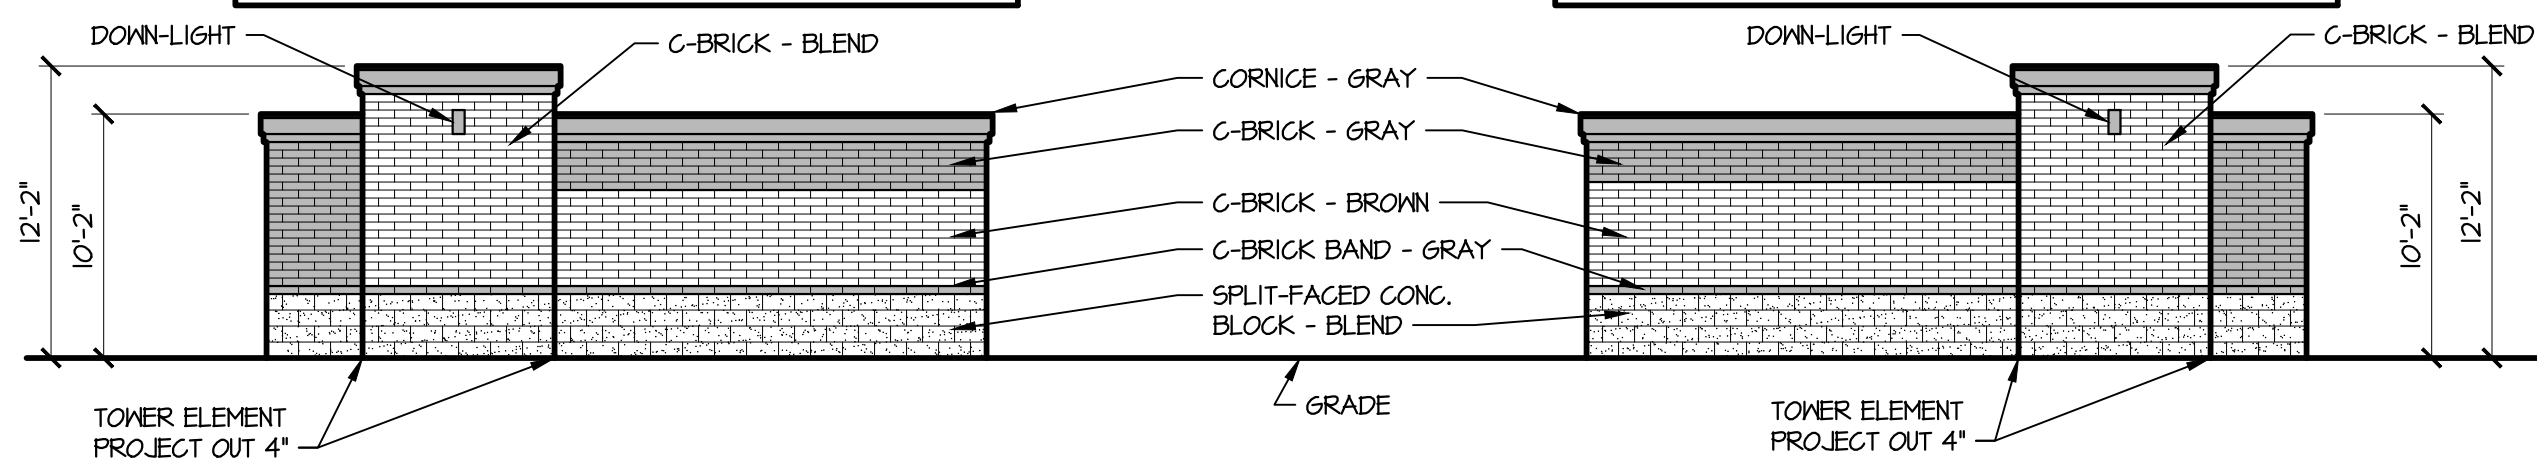 DOWN-LIGHT
C-BRICK - BLEND
12'-2"
10'-2"
TOWER ELEMENT
PROJECT OUT 4"
CORNICE - GRAY
C-BRICK - GRAY
C-BRICK - BROWN
C-BRICK BAND - GRAY
SPLIT-FACED CONC.
BLOCK - BLEND
GRADE
DOWN-LIGHT
C-BRICK - BLEND
10'-2"
12'-2"
TOWER ELEMENT
PROJECT OUT 4"